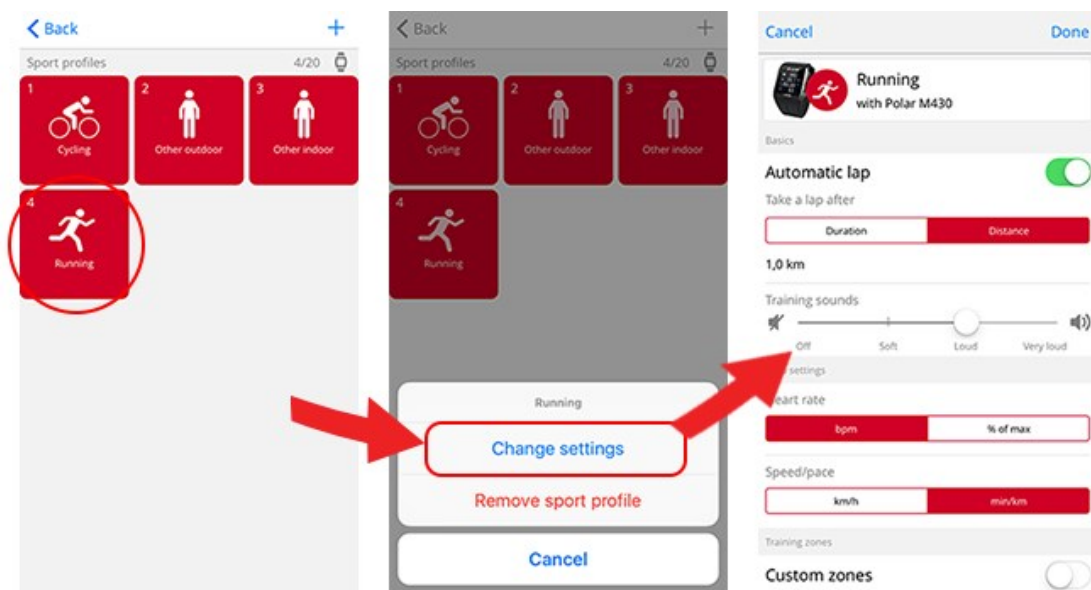 Back +
Sport profiles 4/20
1 2 3
Cycling Other outdoor Other indoor
4
Running
Back +
Sport profiles 4/20
1 2 3
Cycling Other outdoor Other indoor
4
Running
Running
Change settings
Remove sport profile
Cancel
Cancel Done
Running
with Polar M430
Basics
Automatic lap
Take a lap after
Duration Distance
1,0 km
Training sounds
Off Soft Loud Very loud
settings
eart rate
bpm % of max
Speed/pace
km/h min/km
Training zones
Custom zones